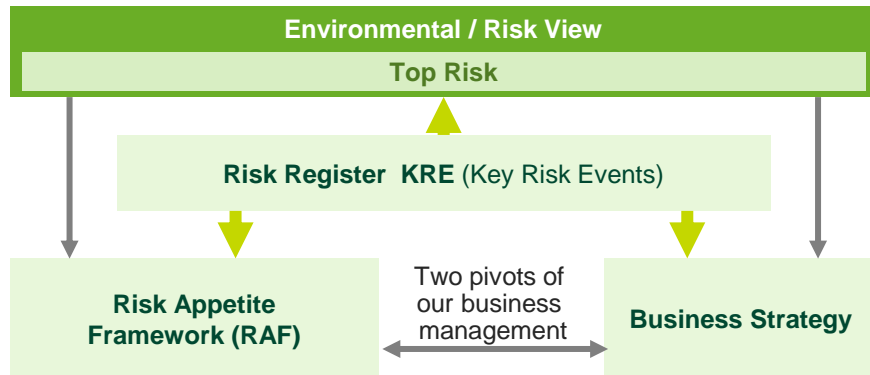 Environmental / Risk View
Top Risk
Risk Register KRE (Key Risk Events)
Risk Appetite
Framework (RAF)
Two pivots of
our business
management
Business Strategy